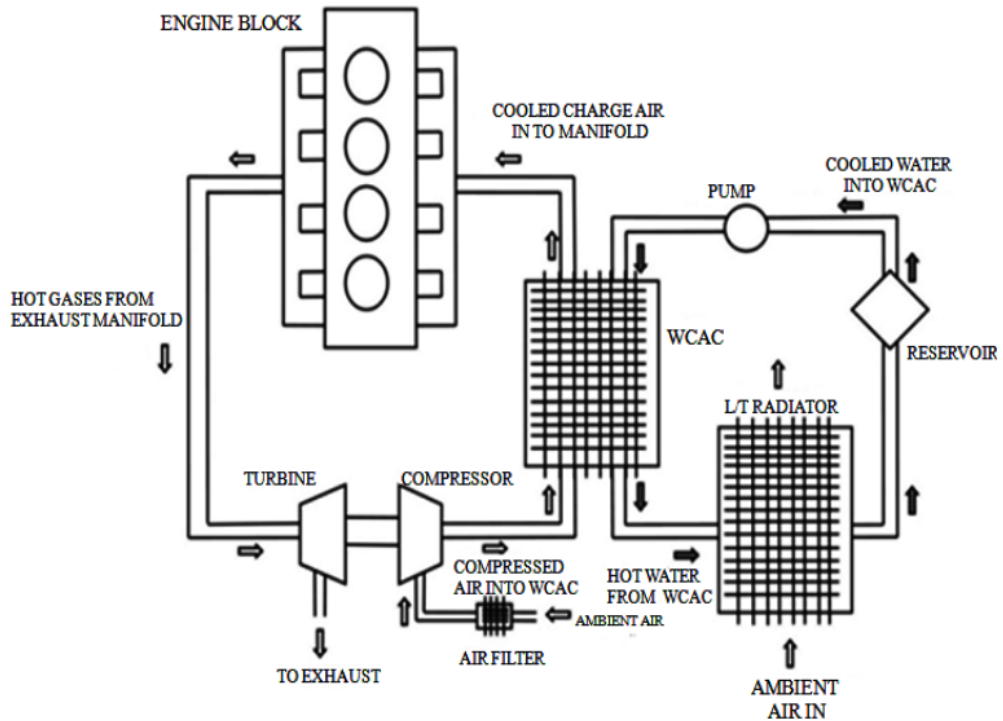 ENGINE BLOCK
COOLED CHARGE AIR
IN TO MANIFOLD
COOLED WATER
INTO WCAC
PUMP
HOT GASES FROM
EXHAUST MANIFOLD
WCAC
RESERVOIR
L/T RADIATOR
TURBINE
COMPRESSOR
COMPRESSED
AIR INTO WCAC
HOT WATER
FROM WCAC
AMBIENT AIR
AIR FILTER
TO EXHAUST
AMBIENT
AIR IN